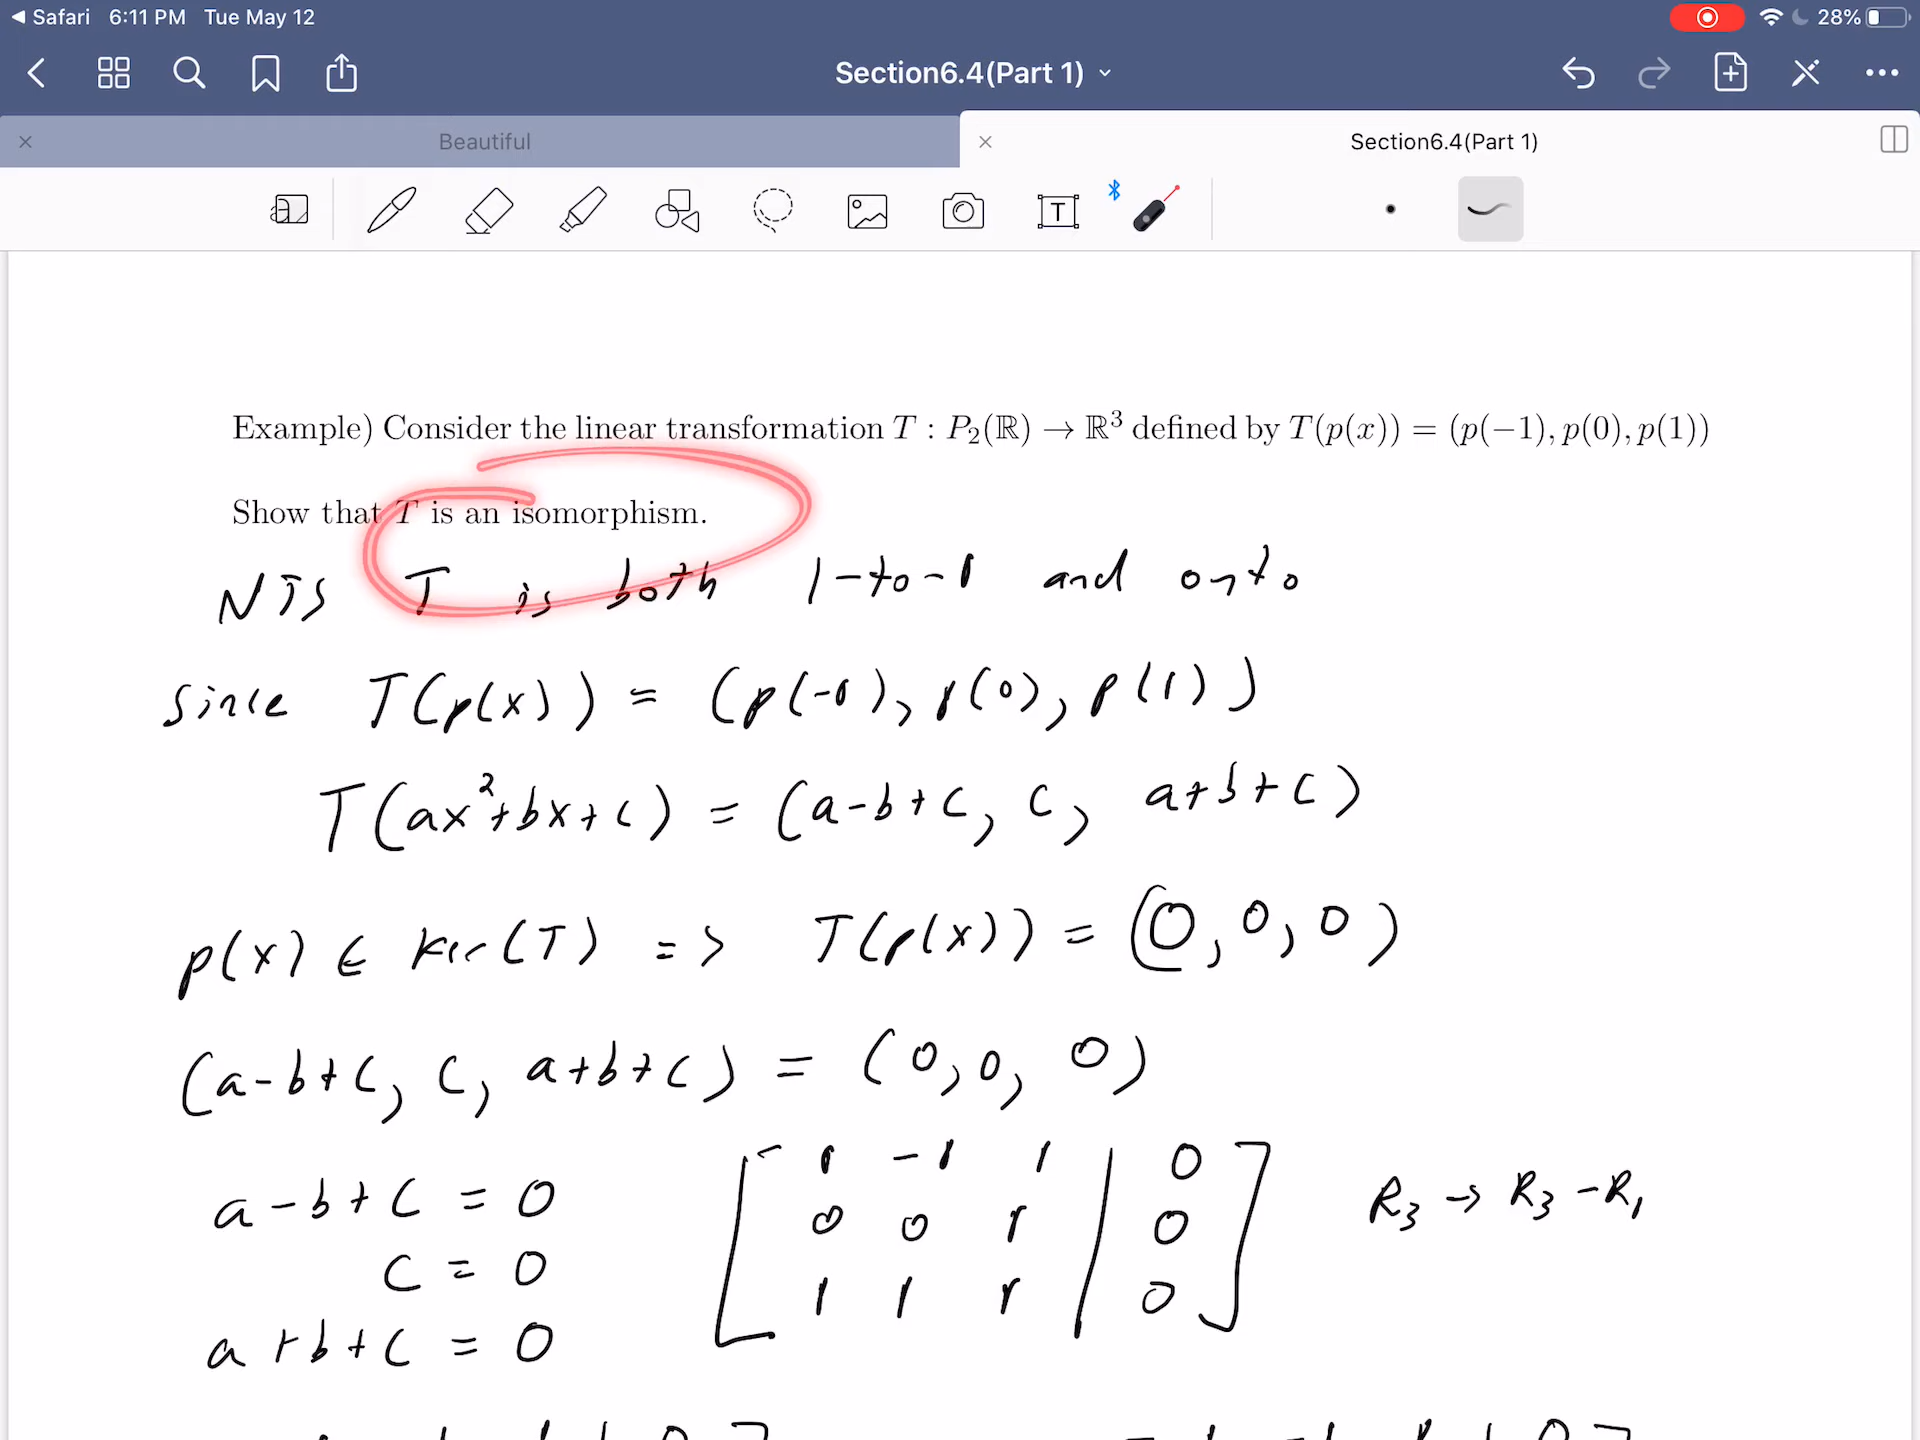 Safari 6:11 PM Tue May 12 28%
Section6.4(Part 1)
Beautiful Section6.4(Part 1)
Example) Consider the linear transformation T : P₂(ℝ) → ℝ³ defined by T(p(x)) = (p(−1), p(0), p(1))
Show that T is an isomorphism.
NTS T is both 1-to-1 and onto
Since T(p(x)) = (p(-1), p(0), p(1))
T(ax²+bx+c) = (a-b+c, c, a+b+c)
p(x) ∈ ker(T) => T(p(x)) = (0, 0, 0)
(a-b+c, c, a+b+c) = (0, 0, 0)
a-b+c = 0
c = 0
a+b+c = 0
[ 1 -1 1 | 0
0 0 1 | 0
1 1 1 | 0 ]
R₃ → R₃ - R₁